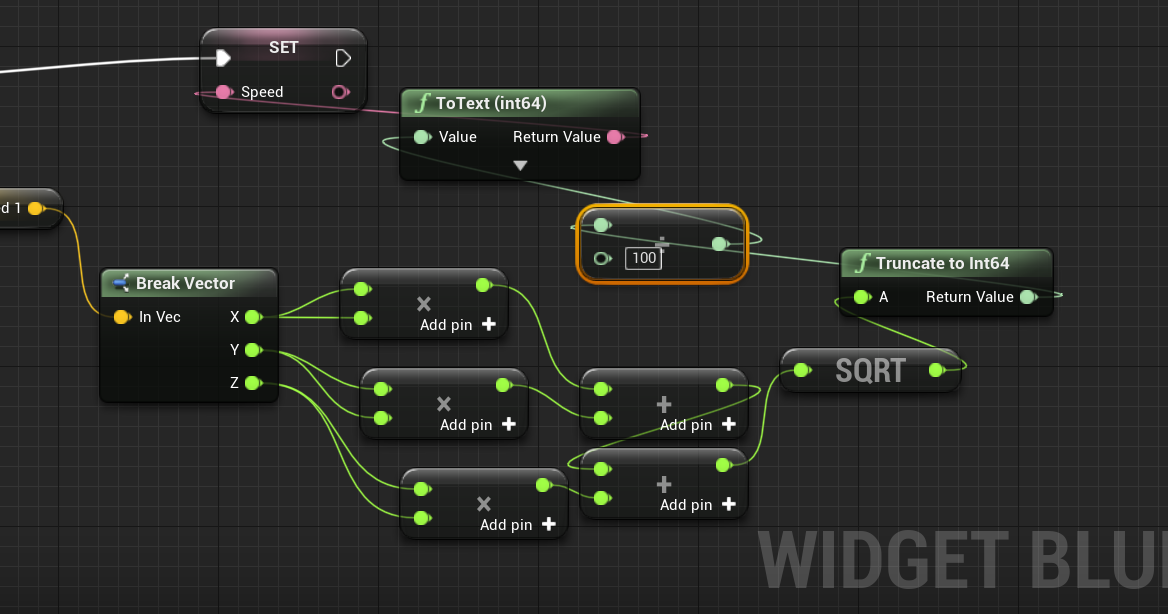 SET
Speed
f ToText (int64)
Value Return Value
d 1
÷
100
f Truncate to Int64
A Return Value
Break Vector
In Vec X
Y
Z
×
Add pin +
×
Add pin +
×
Add pin +
+
Add pin +
+
Add pin +
SQRT
WIDGET BLU